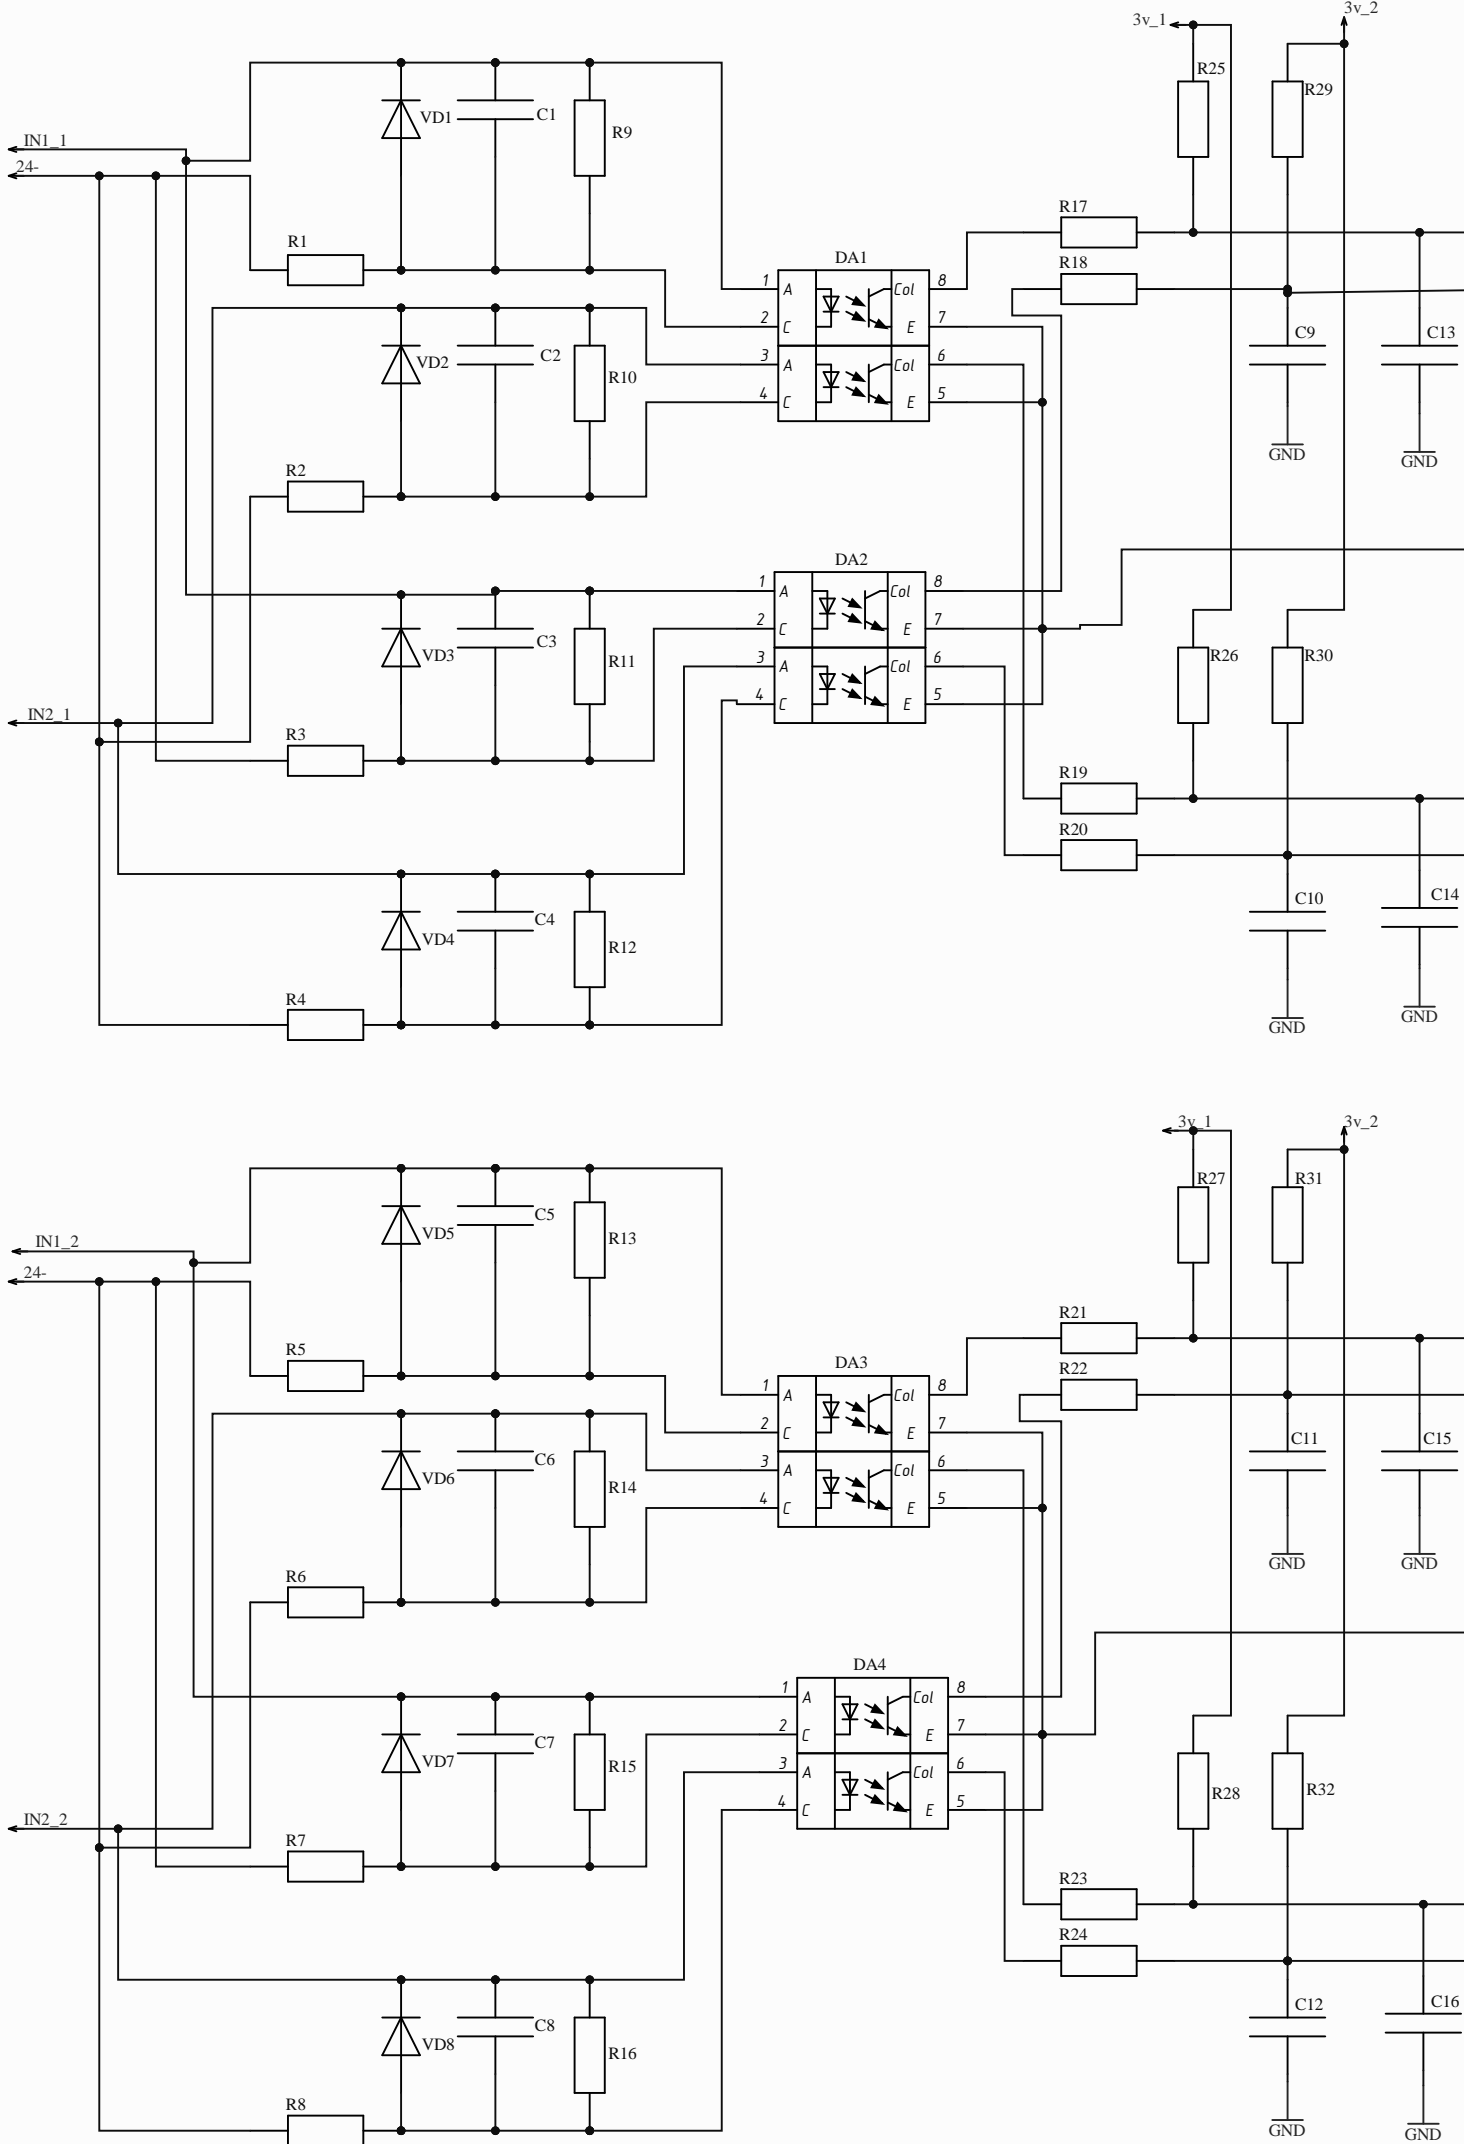 3v_1
3v_2
R25
R29
VD1
C1
R9
IN1_1
24-
R17
R1
DA1
R18
1 A Col 8
2 C E 7
3 A Col 6
4 C E 5
C9
C13
VD2
C2
R10
GND
GND
R2
DA2
1 A Col 8
2 C E 7
3 A Col 6
4 C E 5
VD3
C3
R11
R26
R30
IN2_1
R3
R19
R20
VD4
C4
R12
C10
C14
R4
GND
GND
3v_1
3v_2
R27
R31
VD5
C5
R13
IN1_2
24-
R21
R5
DA3
R22
1 A Col 8
2 C E 7
3 A Col 6
4 C E 5
C11
C15
VD6
C6
R14
GND
GND
R6
DA4
1 A Col 8
2 C E 7
3 A Col 6
4 C E 5
VD7
C7
R15
R28
R32
IN2_2
R7
R23
R24
VD8
C8
R16
C12
C16
R8
GND
GND